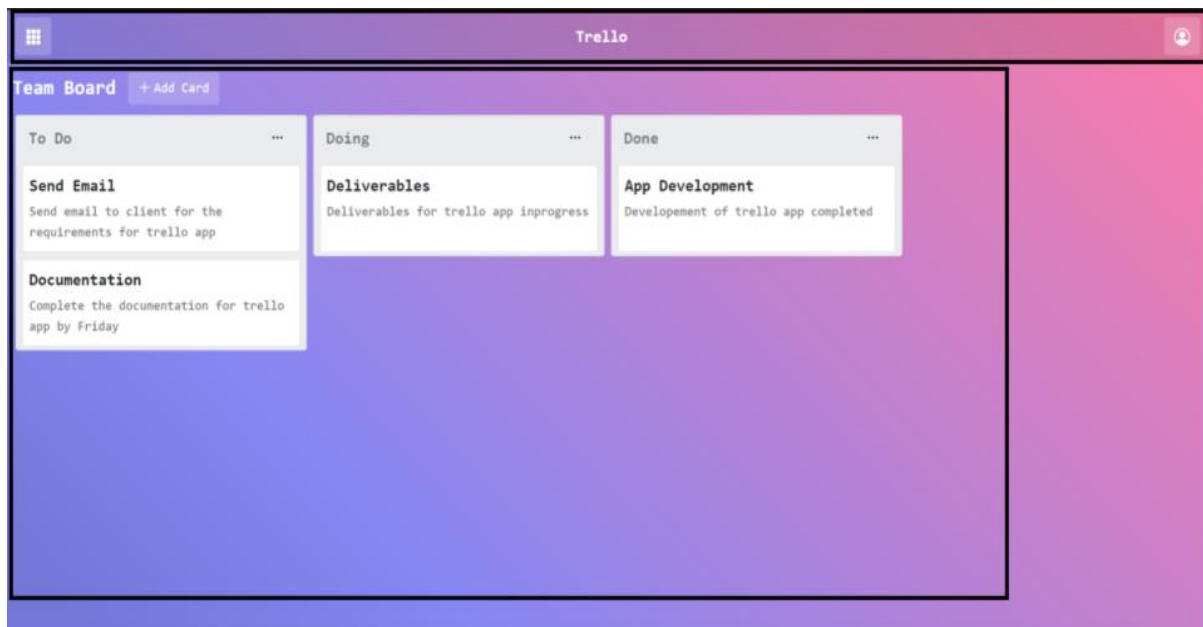 Trello
Team Board + Add Card
To Do ...
Send Email
Send email to client for the
requirements for trello app
Documentation
Complete the documentation for trello
app by Friday
Doing ...
Deliverables
Deliverables for trello app inprogress
Done ...
App Development
Developement of trello app completed